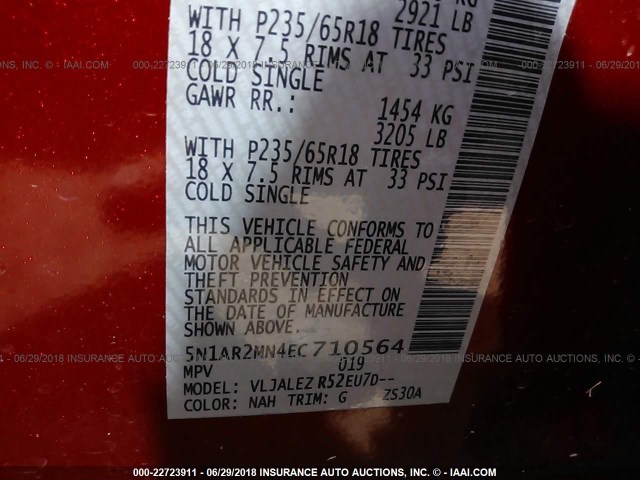 KG
2921 LB
WITH P235/65R18 TIRES
18 X 7.5 RIMS AT 33 PSI
COLD SINGLE
GAWR RR.: 1454 KG
3205 LB
WITH P235/65R18 TIRES
18 X 7.5 RIMS AT 33 PSI
COLD SINGLE
THIS VEHICLE CONFORMS TO
ALL APPLICABLE FEDERAL
MOTOR VEHICLE SAFETY AND
THEFT PREVENTION
STANDARDS IN EFFECT ON
THE DATE OF MANUFACTURE
SHOWN ABOVE.
5N1AR2MN4EC710564
MPV 019
MODEL: VLJALEZ R52EU7D--
COLOR: NAH TRIM: G ZS30A
000-22723911 - 06/29/2018 INSURANCE AUTO AUCTIONS, INC. - © IAAI.COM